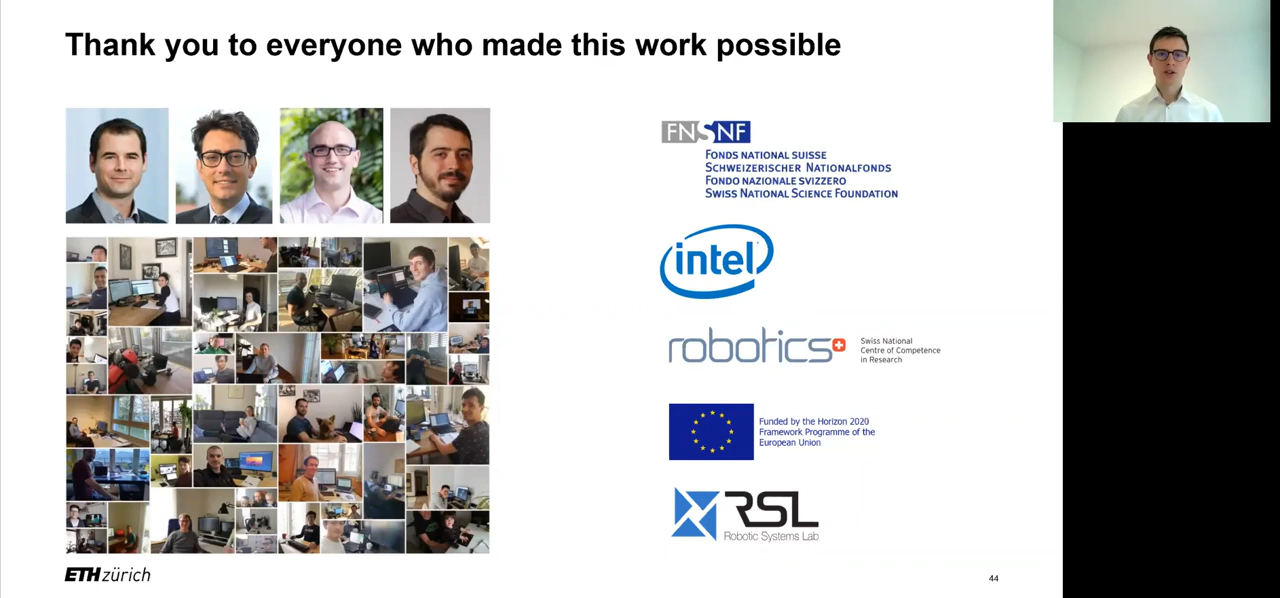 Thank you to everyone who made this work possible
FNSNF
FONDS NATIONAL SUISSE
SCHWEIZERISCHER NATIONALFONDS
FONDO NAZIONALE SVIZZERO
SWISS NATIONAL SCIENCE FOUNDATION
intel
robotics
Swiss National
Centre of Competence
in Research
Funded by the Horizon 2020
Framework Programme of the
European Union
RSL
Robotic Systems Lab
ETH zürich
44